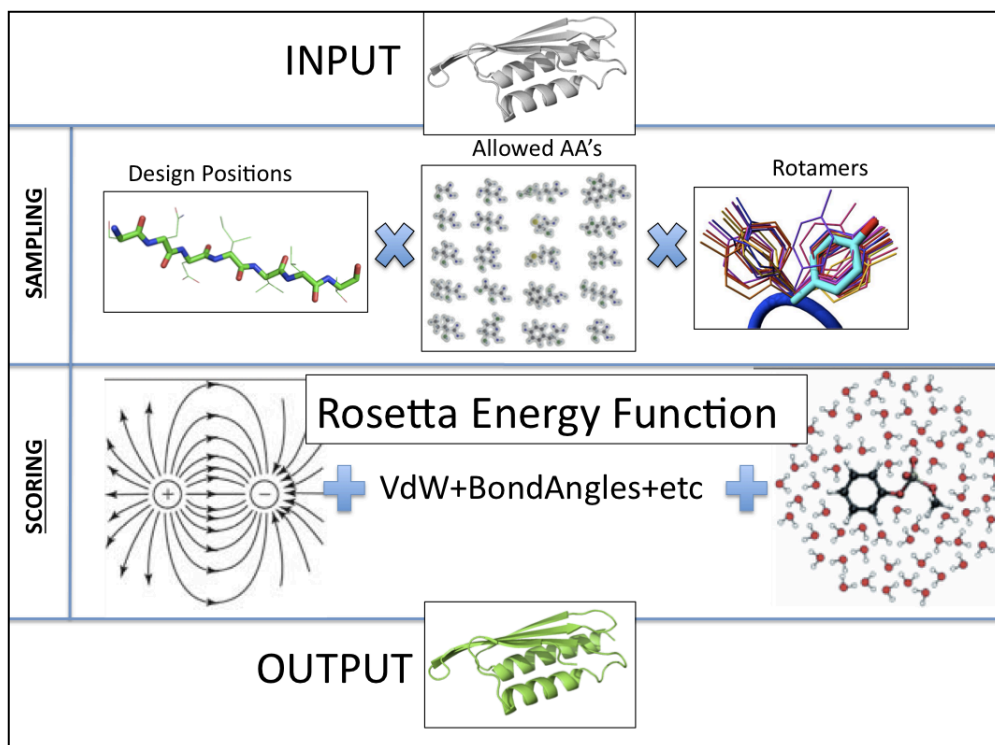 INPUT
SAMPLING
Design Positions
Allowed AA's
Rotamers
SCORING
Rosetta Energy Function
+
−
VdW+BondAngles+etc
OUTPUT